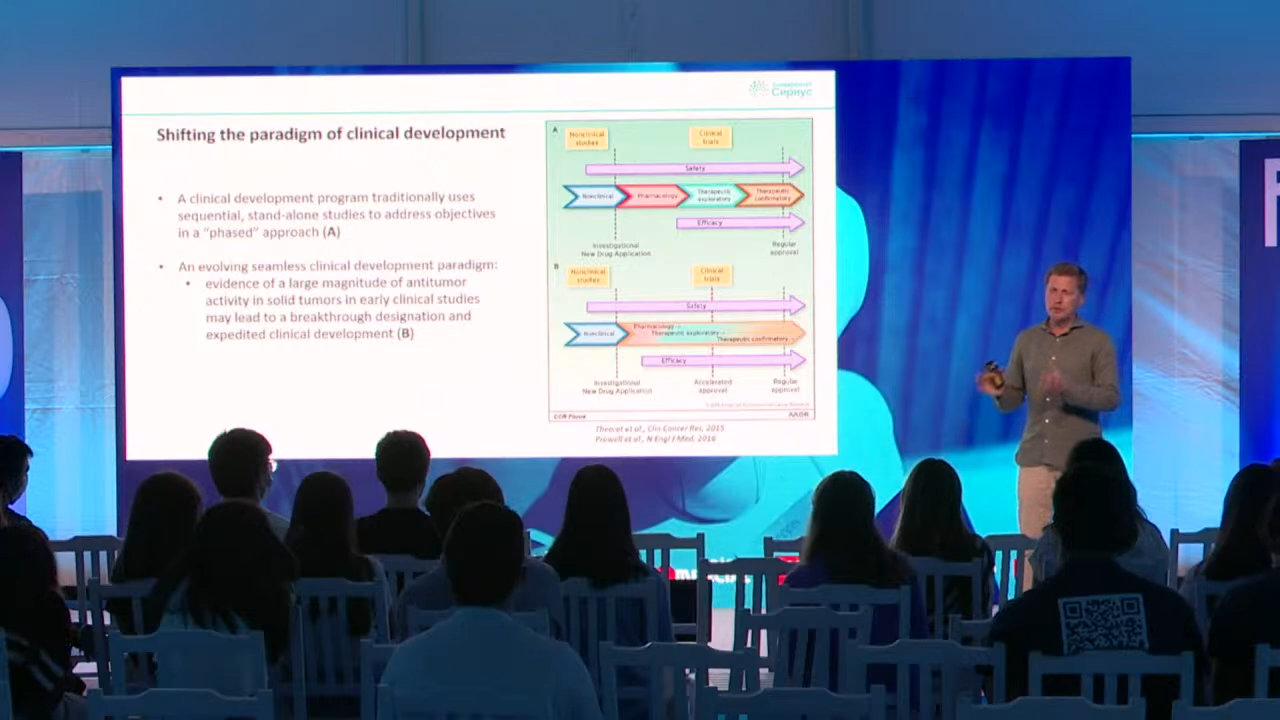 Университет
Сириус
Shifting the paradigm of clinical development
• A clinical development program traditionally uses
sequential, stand-alone studies to address objectives
in a “phased” approach (A)
• An evolving seamless clinical development paradigm:
• evidence of a large magnitude of antitumor
activity in solid tumors in early clinical studies
may lead to a breakthrough designation and
expedited clinical development (B)
A
Nonclinical
studies
Clinical
trials
Safety
Nonclinical
Pharmacology
Therapeutic
exploratory
Therapeutic
confirmatory
Efficacy
Investigational
New Drug Application
Regular
approval
B
Nonclinical
studies
Clinical
trials
Safety
Nonclinical
Pharmacology
Therapeutic exploratory
Therapeutic confirmatory
Efficacy
Investigational
New Drug Application
Accelerated
approval
Regular
approval
CCR Focus
AACR
Theoret et al., Clin Cancer Res, 2015
Prowell et al., N Engl J Med, 2016